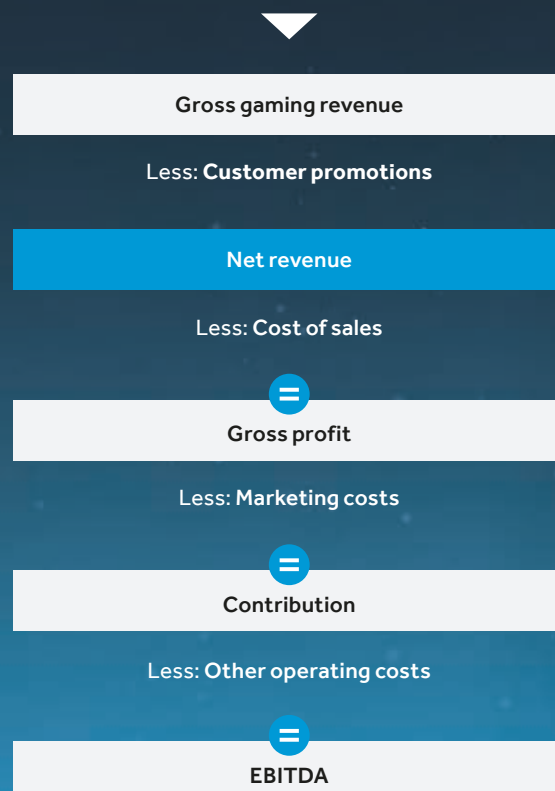 Gross gaming revenue
Less: Customer promotions
Net revenue
Less: Cost of sales
=
Gross profit
Less: Marketing costs
=
Contribution
Less: Other operating costs
=
EBITDA